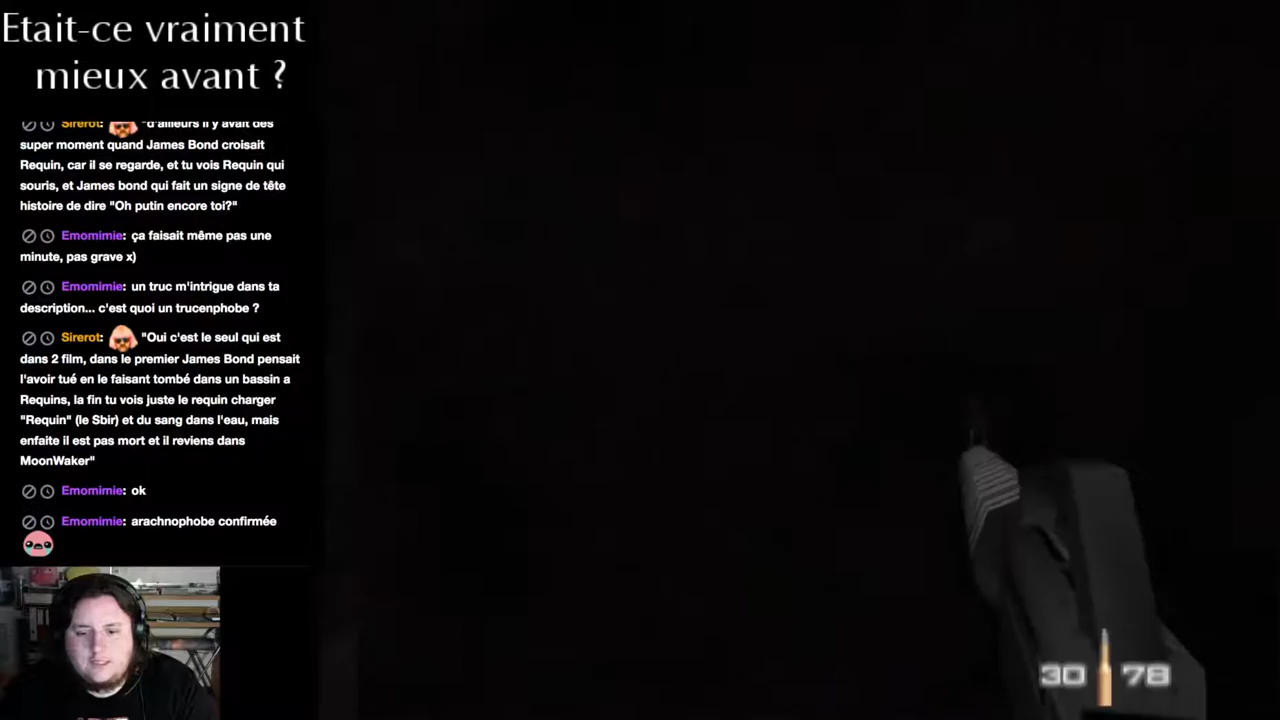 Etait-ce vraiment
mieux avant ?
Sirerot: "d'ailleurs il y avait des
super moment quand James Bond croisait
Requin, car il se regarde, et tu vois Requin qui
souris, et James bond qui fait un signe de tête
histoire de dire "Oh putin encore toi?"
Emomimie: ça faisait même pas une
minute, pas grave x)
Emomimie: un truc m'intrigue dans ta
description... c'est quoi un trucenphobe ?
Sirerot: "Oui c'est le seul qui est
dans 2 film, dans le premier James Bond pensait
l'avoir tué en le faisant tombé dans un bassin a
Requins, la fin tu vois juste le requin charger
"Requin" (le Sbir) et du sang dans l'eau, mais
enfaite il est pas mort et il reviens dans
MoonWaker"
Emomimie: ok
Emomimie: arachnophobe confirmée
30 78